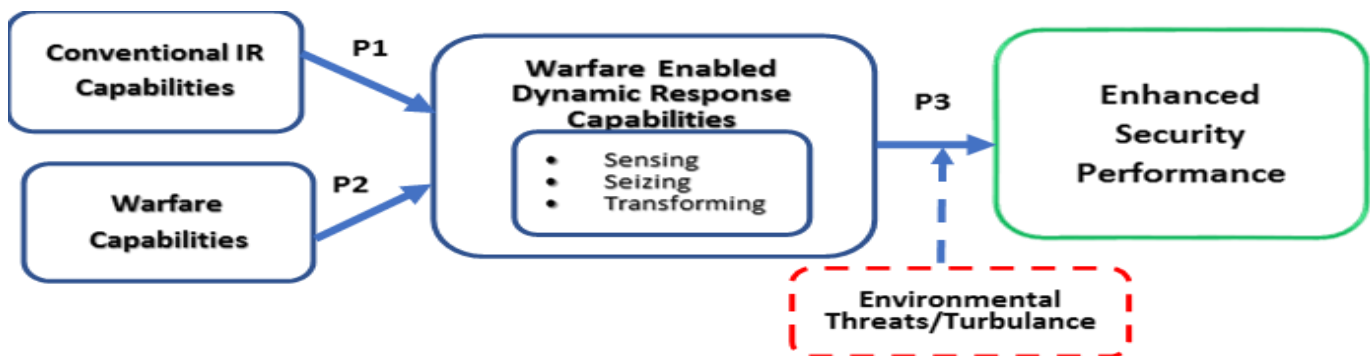 Conventional IR
Capabilities
P1
Warfare Enabled
Dynamic Response
Capabilities
• Sensing
• Seizing
• Transforming
P3
Enhanced
Security
Performance
P2
Warfare
Capabilities
Environmental
Threats/Turbulance